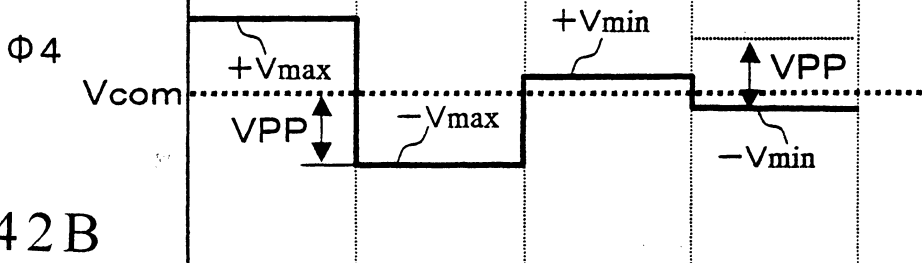 +Vmin
Φ4
+Vmax
VPP
Vcom
VPP
−Vmax
−Vmin
42B